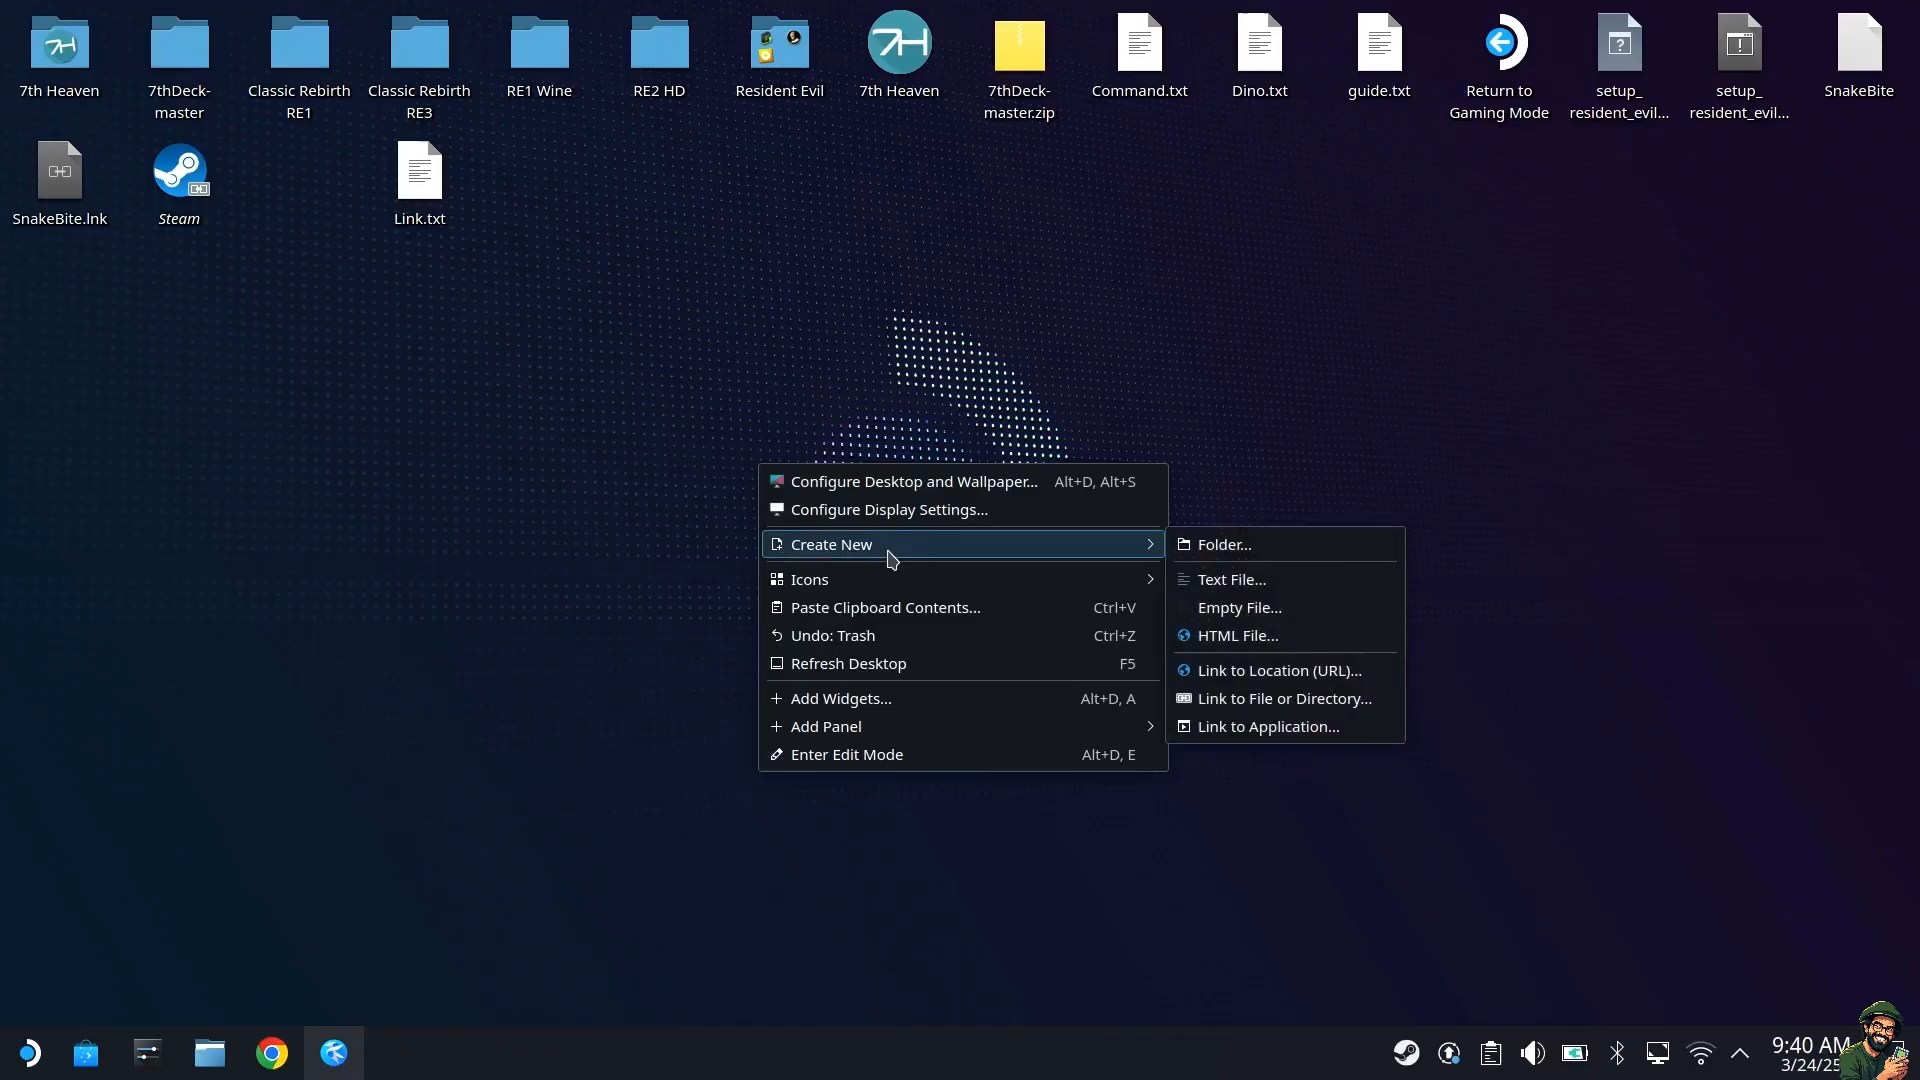 7th Heaven
7thDeck-
master
Classic Rebirth
RE1
Classic Rebirth
RE3
RE1 Wine
RE2 HD
Resident Evil
7H
7th Heaven
7thDeck-
master.zip
Command.txt
Dino.txt
guide.txt
Return to
Gaming Mode
setup_
resident_evil...
setup_
resident_evil...
SnakeBite
SnakeBite.lnk
Steam
Link.txt
Configure Desktop and Wallpaper... Alt+D, Alt+S
Configure Display Settings...
Create New
Icons
Paste Clipboard Contents... Ctrl+V
Undo: Trash Ctrl+Z
Refresh Desktop F5
Add Widgets... Alt+D, A
Add Panel
Enter Edit Mode Alt+D, E
Folder...
Text File...
Empty File...
HTML File...
Link to Location (URL)...
Link to File or Directory...
Link to Application...
9:40 AM
3/24/25